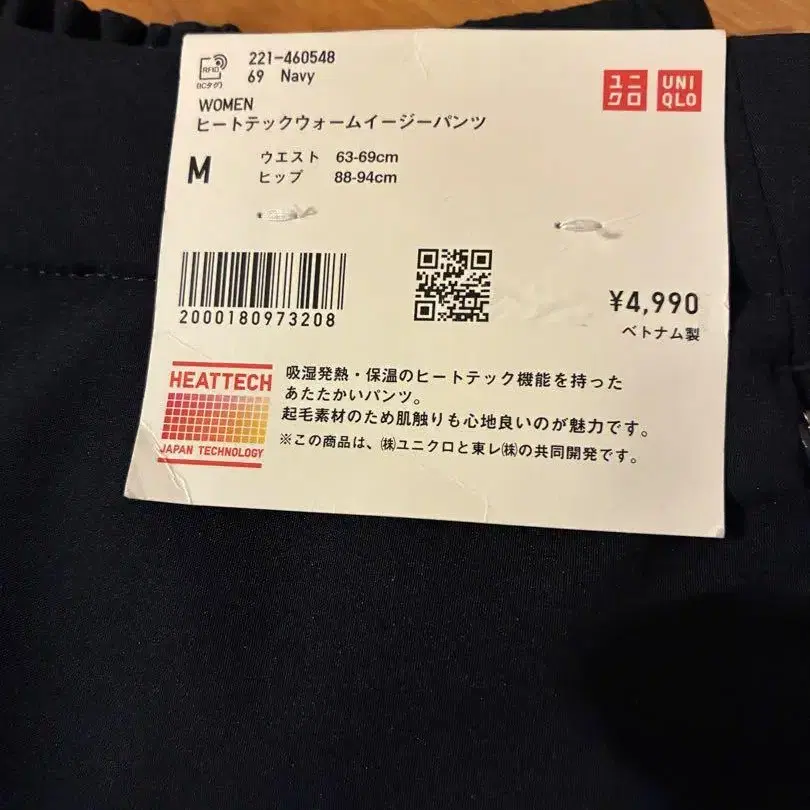 RFID
(ICタグ)
221-460548
69 Navy
ユニ
クロ
UNI
QLO
WOMEN
ヒートテックウォームイージーパンツ
M
ウエスト 63-69cm
ヒップ 88-94cm
2000180973208
¥4,990
ベトナム製
HEATTECH
JAPAN TECHNOLOGY
吸湿発熱・保温のヒートテック機能を持った
あたたかいパンツ。
起毛素材のため肌触りも心地良いのが魅力です。
※この商品は、㈱ユニクロと東レ㈱の共同開発です。